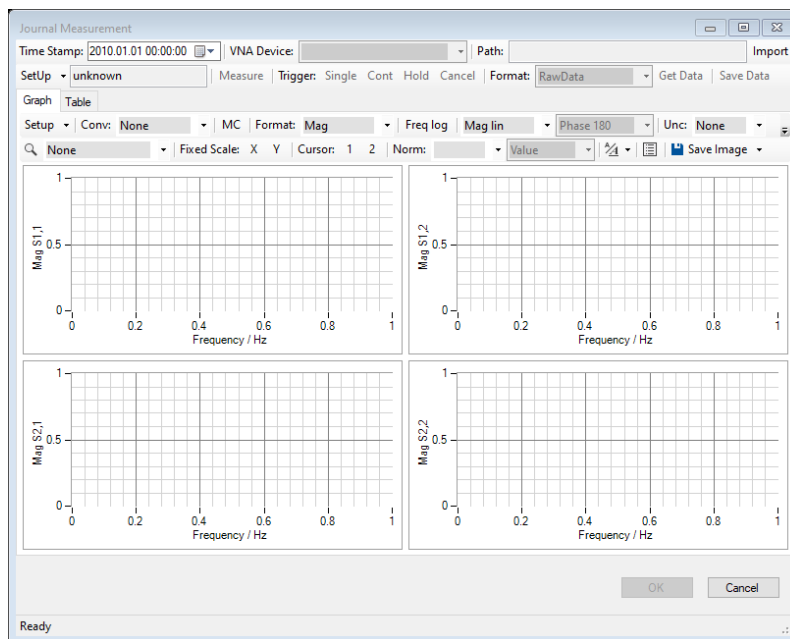 Journal Measurement
Time Stamp: 2010.01.01 00:00:00 VNA Device: Path: Import
SetUp unknown Measure Trigger: Single Cont Hold Cancel Format: RawData Get Data Save Data
Graph Table
Setup Conv: None MC Format: Mag Freq log Mag lin Phase 180 Unc: None
None Fixed Scale: X Y Cursor: 1 2 Norm: Value Save Image
1
0.5
0
Mag S1,1
0 0.2 0.4 0.6 0.8 1
Frequency / Hz
1
0.5
0
Mag S1,2
0 0.2 0.4 0.6 0.8 1
Frequency / Hz
1
0.5
0
Mag S2,1
0 0.2 0.4 0.6 0.8 1
Frequency / Hz
1
0.5
0
Mag S2,2
0 0.2 0.4 0.6 0.8 1
Frequency / Hz
OK Cancel
Ready